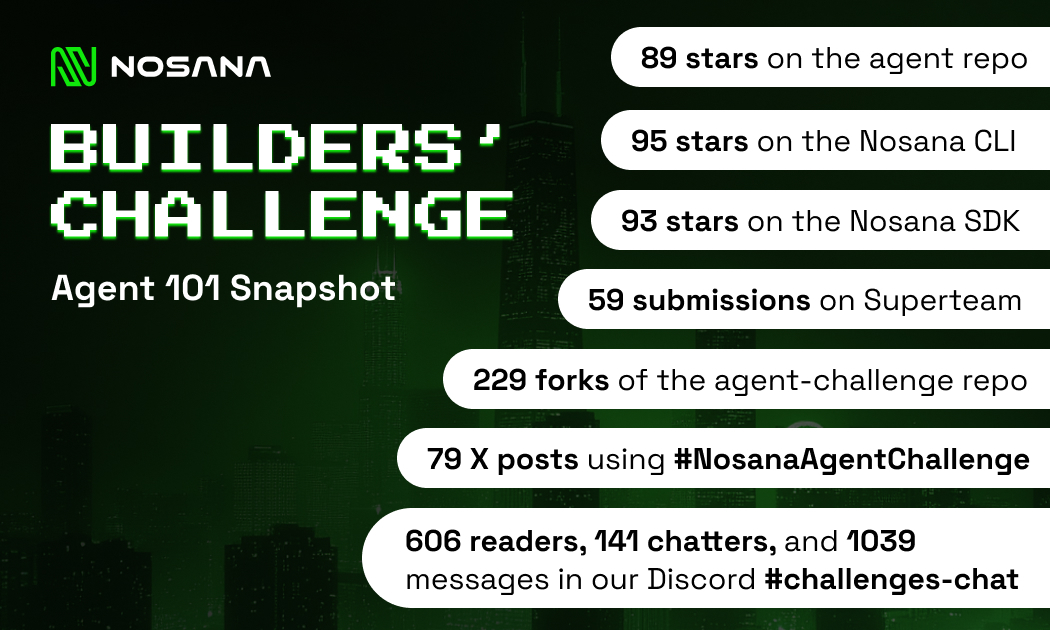 NOSANA
BUILDERS'
CHALLENGE
Agent 101 Snapshot
89 stars on the agent repo
95 stars on the Nosana CLI
93 stars on the Nosana SDK
59 submissions on Superteam
229 forks of the agent-challenge repo
79 X posts using #NosanaAgentChallenge
606 readers, 141 chatters, and 1039
messages in our Discord #challenges-chat